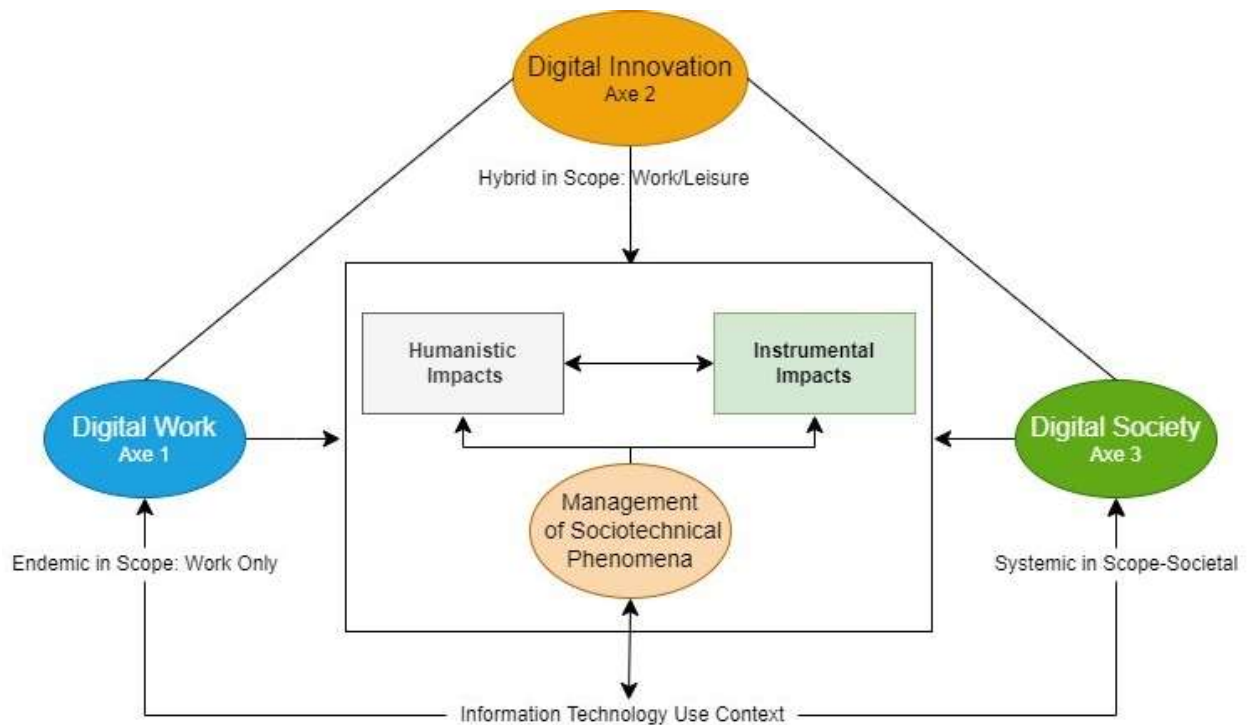 Digital Innovation
Axe 2
Hybrid in Scope: Work/Leisure
Humanistic
Impacts
Instrumental
Impacts
Digital Work
Axe 1
Digital Society
Axe 3
Management
of Sociotechnical
Phenomena
Endemic in Scope: Work Only
Systemic in Scope-Societal
Information Technology Use Context